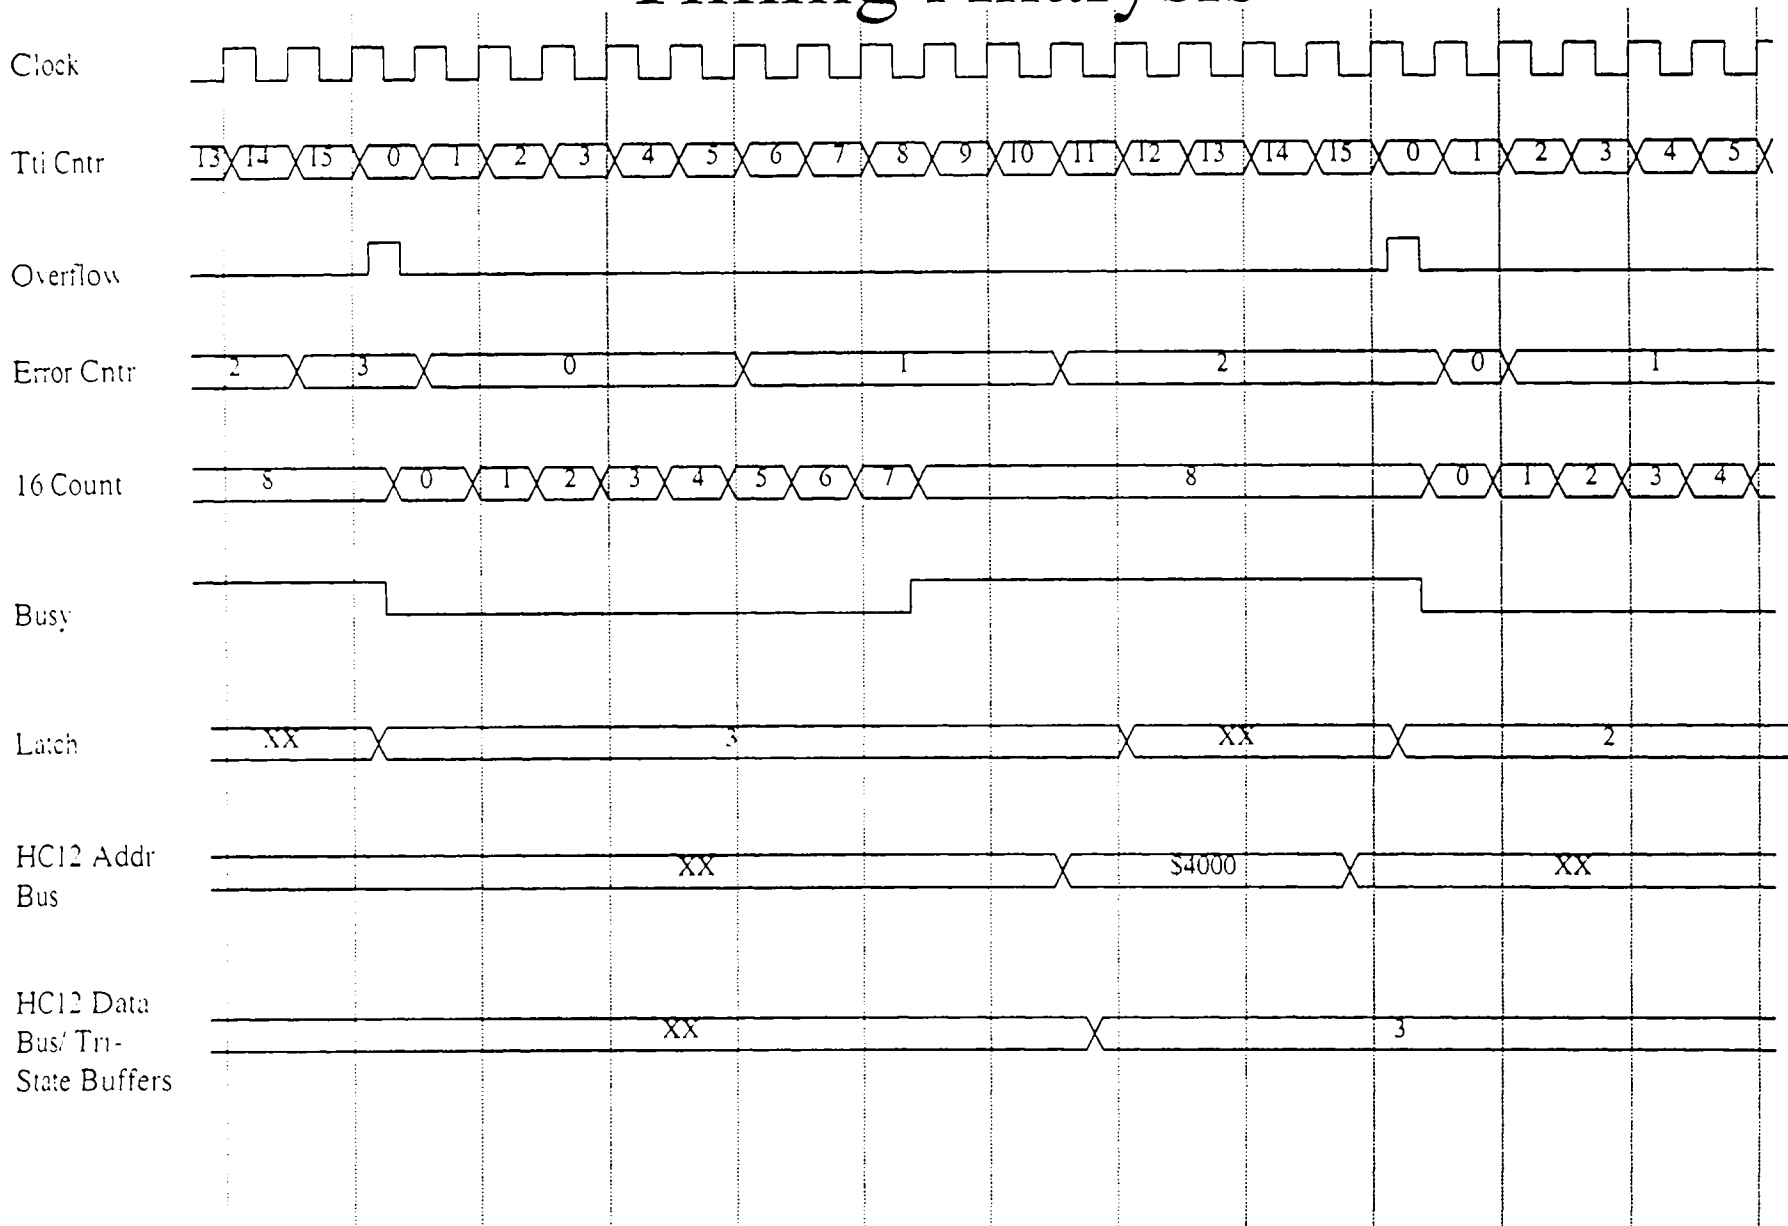 Timing Analysis
Clock
Tti Cntr 13 14 15 0 1 2 3 4 5 6 7 8 9 10 11 12 13 14 15 0 1 2 3 4 5
Overflow
Error Cntr 2 3 0 1 2 0 1
16 Count 8 0 1 2 3 4 5 6 7 8 0 1 2 3 4
Busy
Latch XX 3 XX 2
HC12 Addr
Bus XX $4000 XX
HC12 Data
Bus/ Tri-
State Buffers XX 3